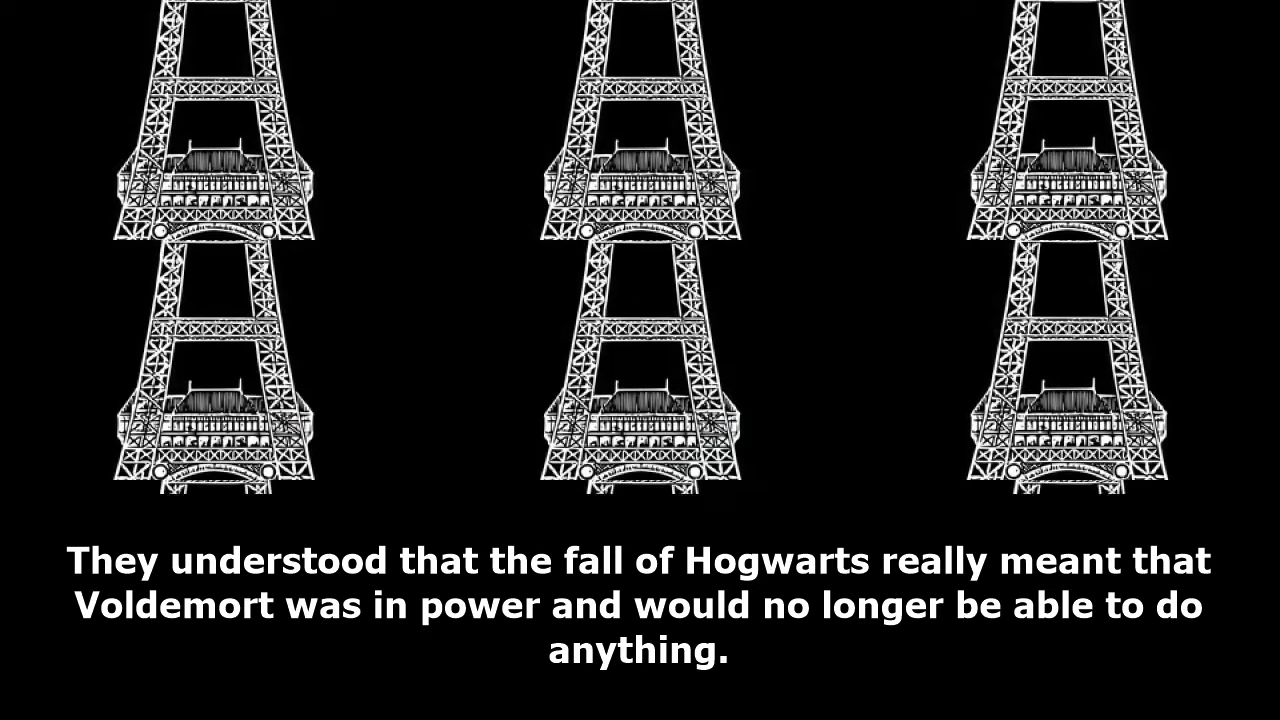 They understood that the fall of Hogwarts really meant that
Voldemort was in power and would no longer be able to do
anything.